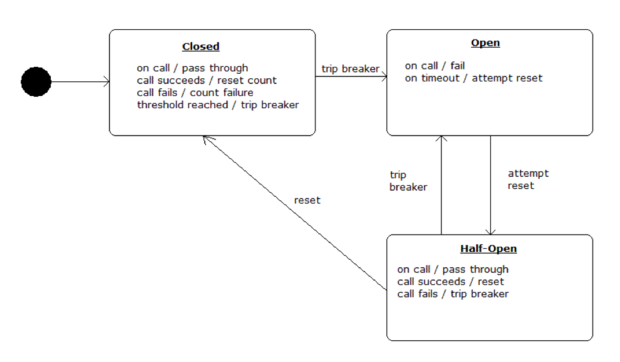 Closed
on call / pass through
call succeeds / reset count
call fails / count failure
threshold reached / trip breaker
trip breaker
Open
on call / fail
on timeout / attempt reset
trip
breaker
attempt
reset
reset
Half-Open
on call / pass through
call succeeds / reset
call fails / trip breaker